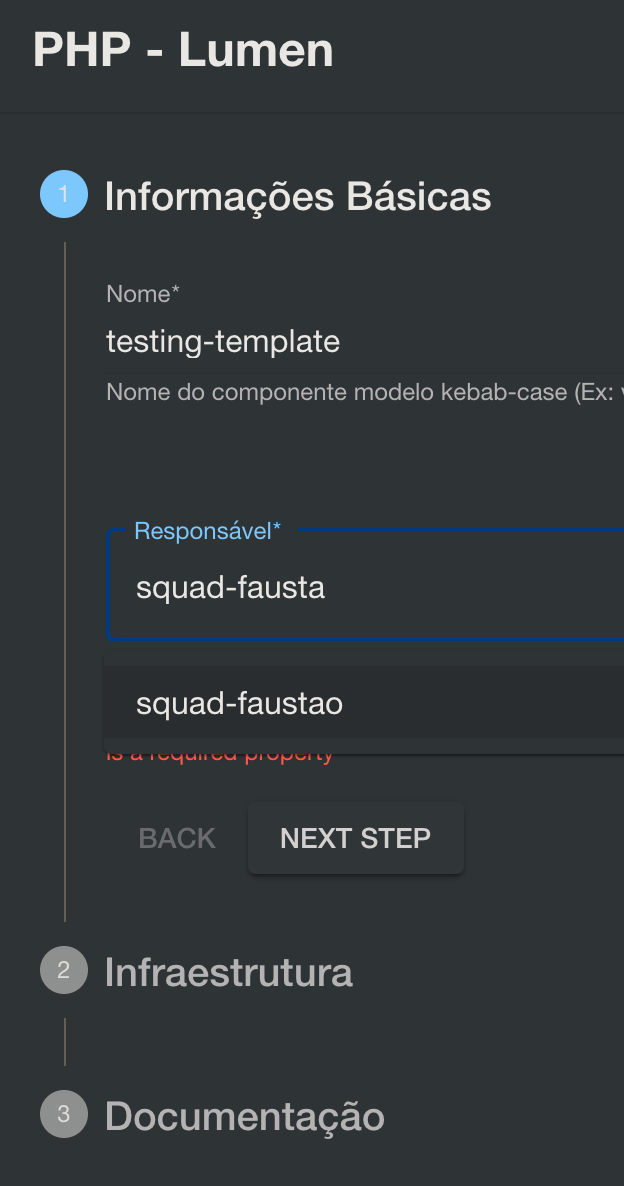 PHP - Lumen
1
Informações Básicas
Nome*
testing-template
Nome do componente modelo kebab-case (Ex:
Responsável*
squad-fausta
squad-faustao
is a required property
BACK
NEXT STEP
2
Infraestrutura
3
Documentação